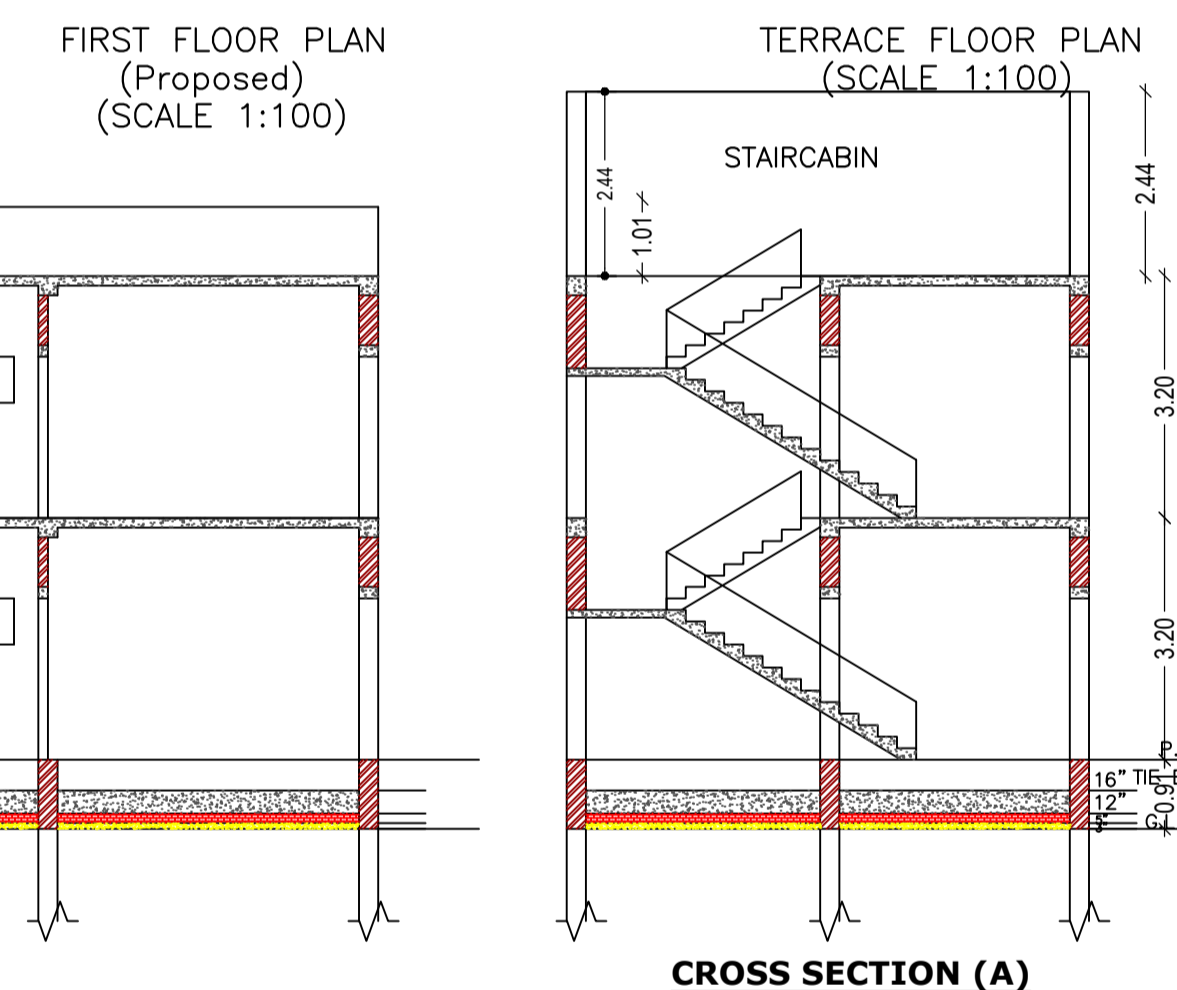 FIRST FLOOR PLAN
(Proposed)
(SCALE 1:100)
TERRACE FLOOR PLAN
(SCALE 1:100)
STAIRCABIN
2.44
1.01
2.44
3.20
3.20
16" TIE
12"
5"
3"
0.91
CROSS SECTION (A)